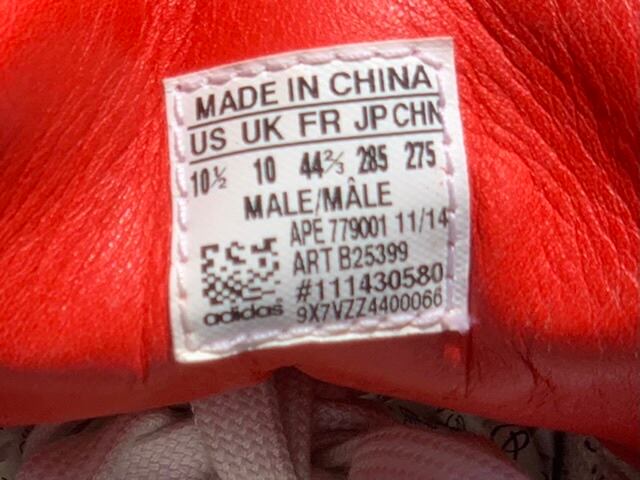 MADE IN CHINA
US UK FR JP CHN
10½ 10 44⅔ 285 275
MALE/MÂLE
APE 779001 11/14
ART B25399
#111430580
adidas 9X7VZZ4400066